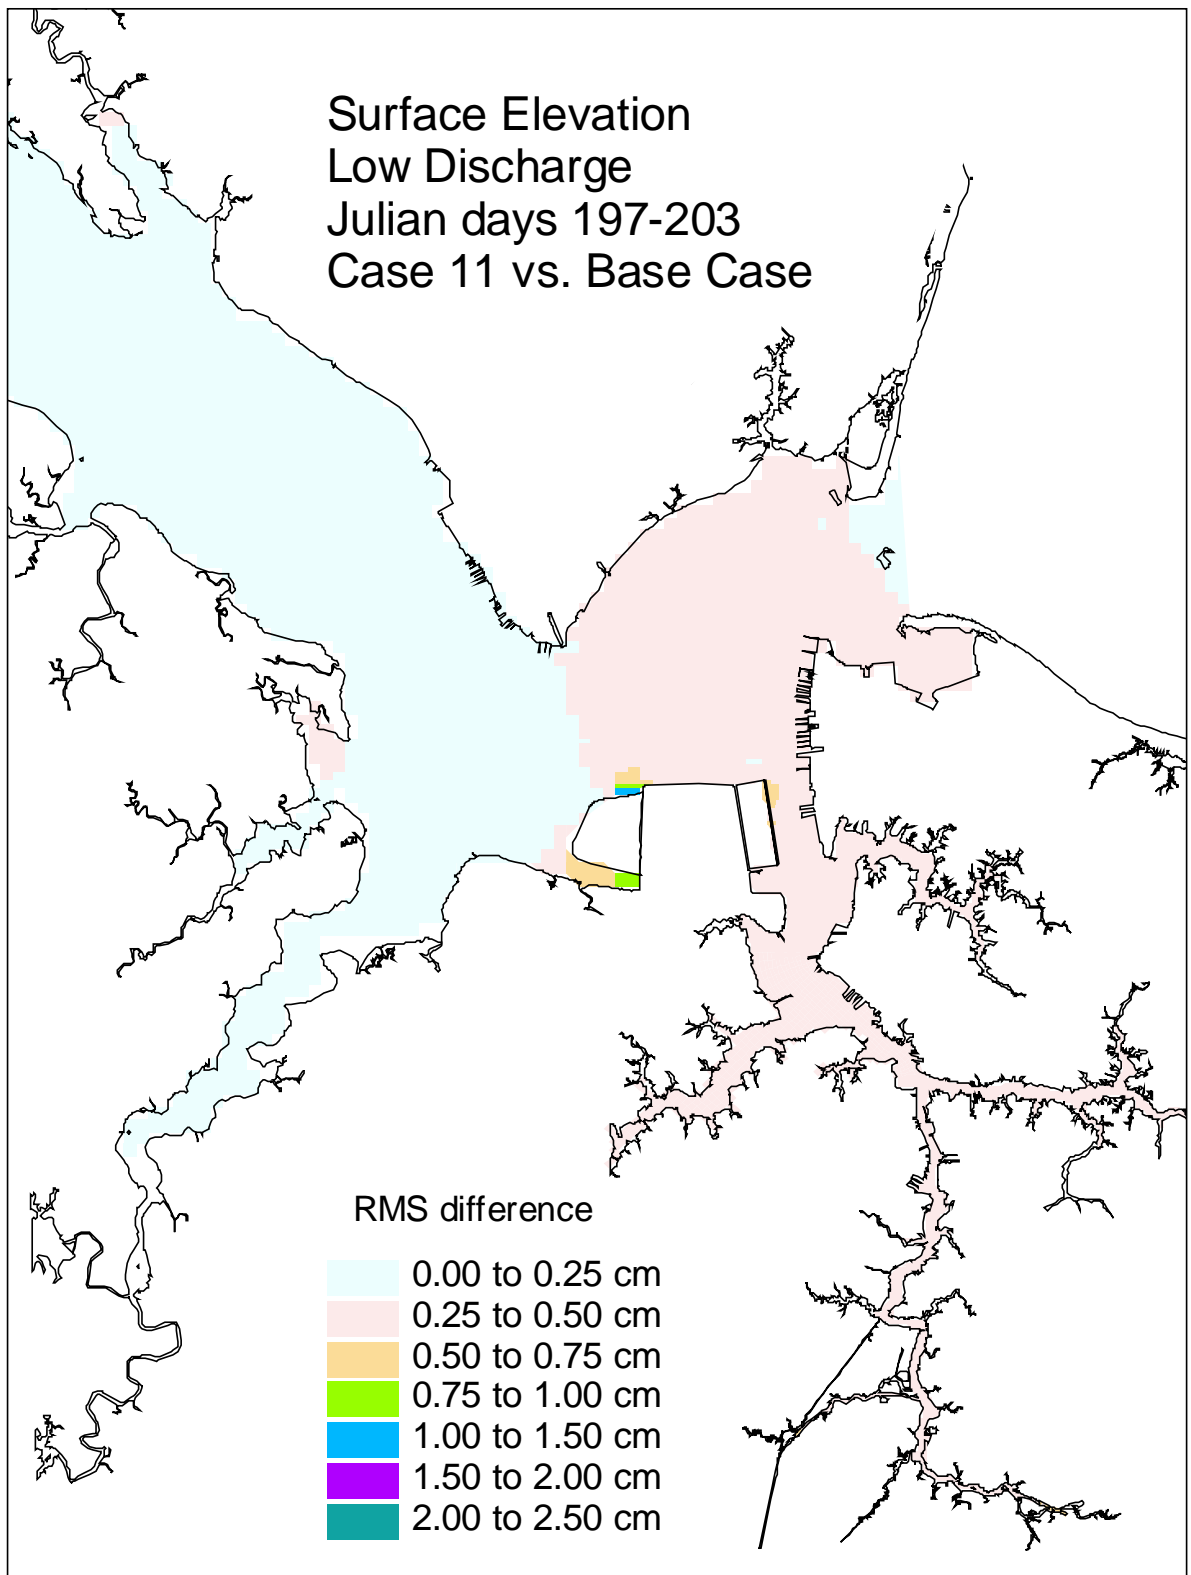 Surface Elevation
Low Discharge
Julian days 197-203
Case 11 vs. Base Case
RMS difference
0.00 to 0.25 cm
0.25 to 0.50 cm
0.50 to 0.75 cm
0.75 to 1.00 cm
1.00 to 1.50 cm
1.50 to 2.00 cm
2.00 to 2.50 cm